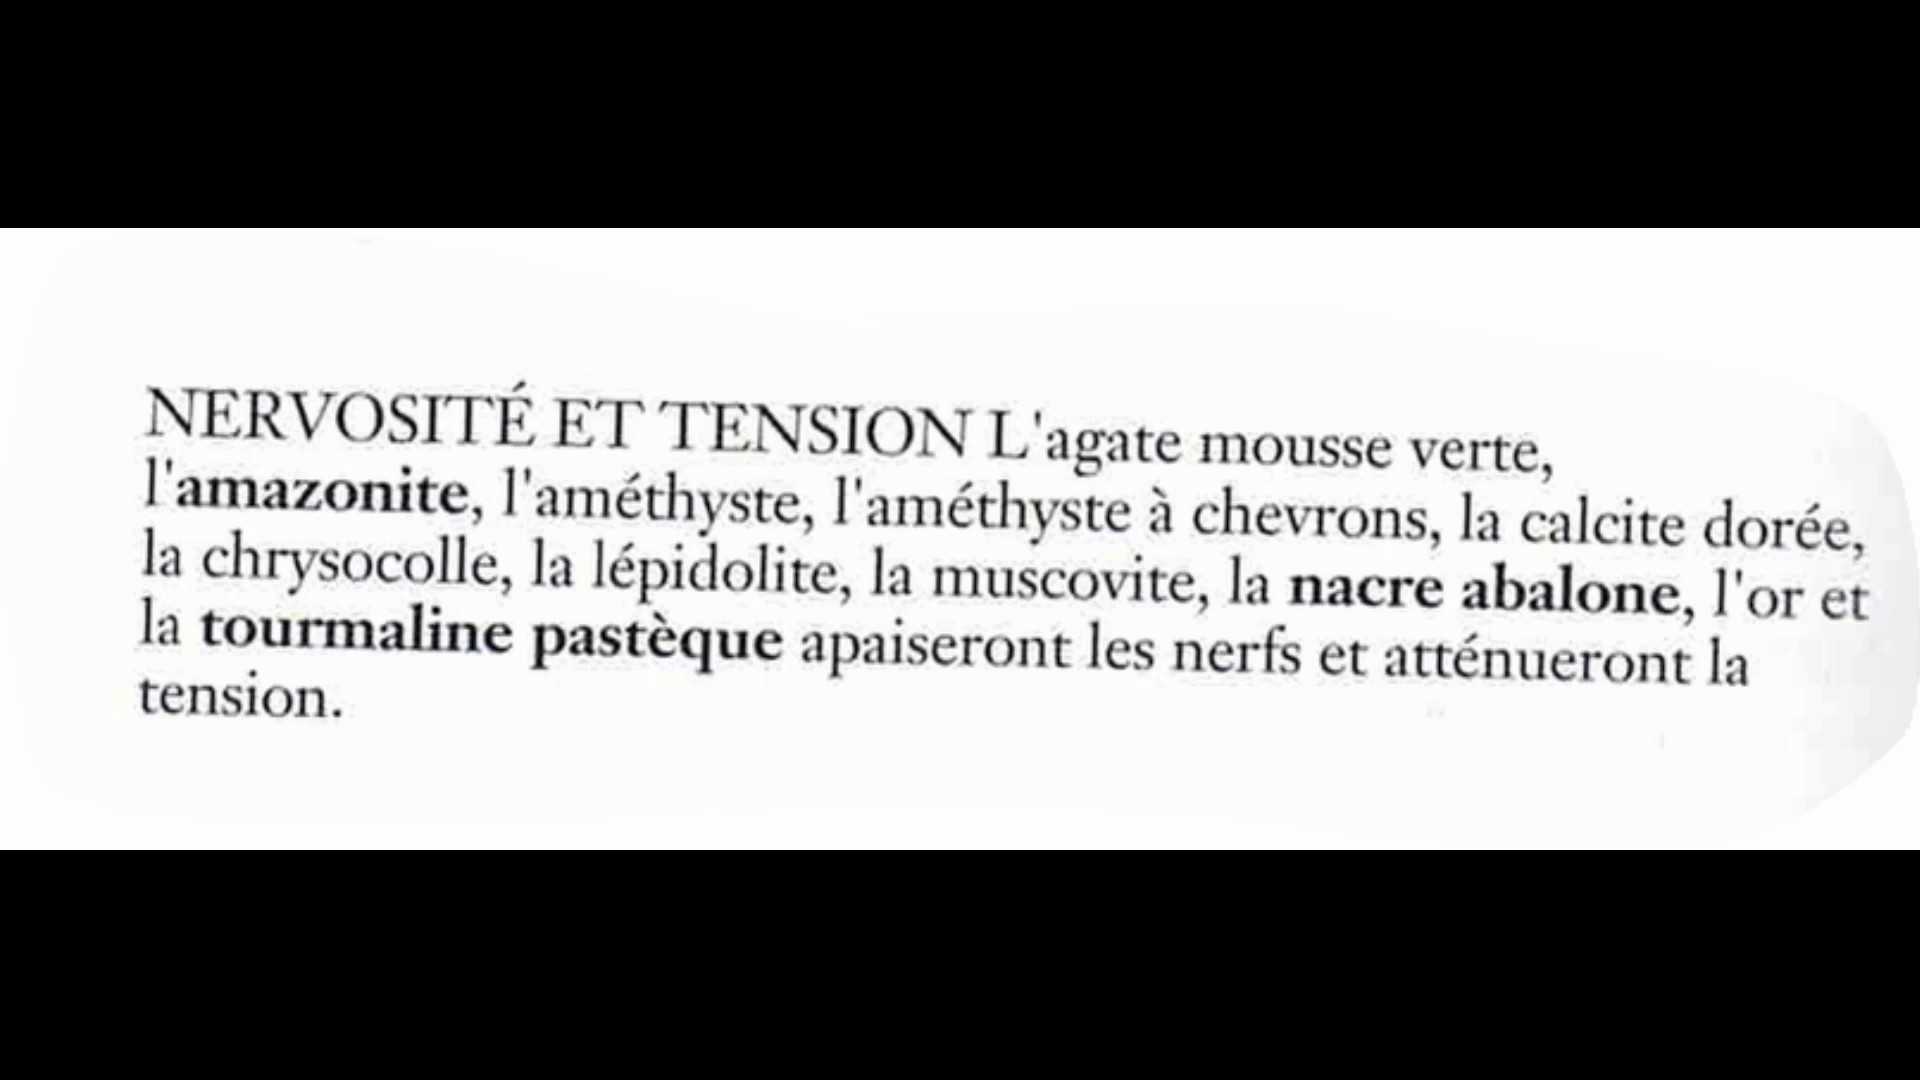 NERVOSITÉ ET TENSION L'agate mousse verte,
l'amazonite, l'améthyste, l'améthyste à chevrons, la calcite dorée,
la chrysocolle, la lépidolite, la muscovite, la nacre abalone, l'or et
la tourmaline pastèque apaiseront les nerfs et atténueront la
tension.